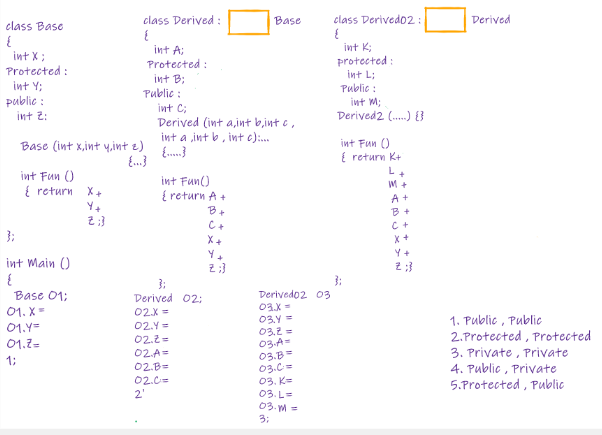 class Base
{
int X ;
Protected :
int Y;
public :
int Z:
Base (int x,int y,int z)
{...}
int Fun ()
{ return X +
Y +
Z ;}
};
int Main ()
{
Base O1;
O1. X =
O1.Y=
O1.Z=
1;
class Derived : Base
{
int A;
Protected :
int B;
Public :
int C;
Derived (int a,int b,int c ,
int a ,int b , int c):...
{.....}
int Fun()
{ return A +
B +
C +
X +
Y +
Z ;}
};
Derived O2;
O2.X =
O2.Y =
O2.Z =
O2.A=
O2.B=
O2.C=
2'
.
class Derived02 : Derived
{
int K;
protected :
int L;
Public :
int M;
Derived2 (.....) {}
int Fun ()
{ return K+
L +
M +
A +
B +
C +
X +
Y +
Z ;}
};
Derived02 O3
O3.X =
O3.Y =
O3.Z =
O3.A=
O3.B=
O3.C=
O3. K=
O3. L=
O3. M =
3;
1. Public , Public
2.Protected , Protected
3. Private , Private
4. Public , Private
5.Protected , Public